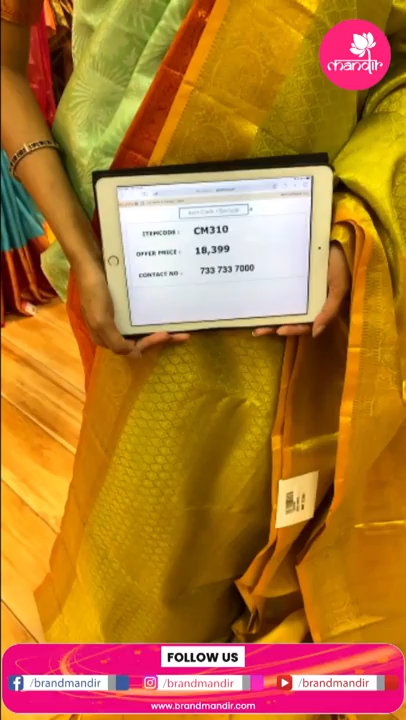 mandir
ITEMCODE : CM310
OFFER PRICE : 18,399
CONTACT NO : 733 733 7000
FOLLOW US
/brandmandir /brandmandir /brandmandir
www.brandmandir.com